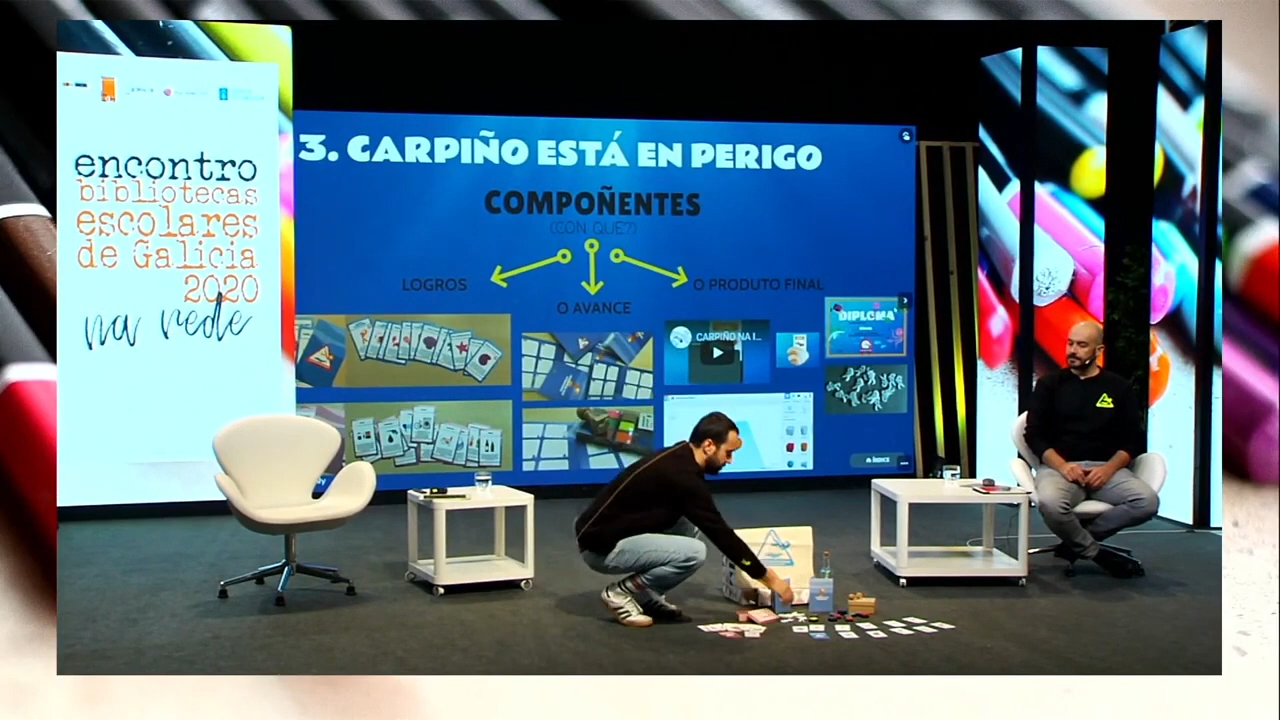 encontro
bibliotecas
escolares
de Galicia
2020
na rede
3. CARPIÑO ESTÁ EN PERIGO
COMPOÑENTES
(CON QUE?)
LOGROS
O AVANCE
O PRODUTO FINAL
CARPIÑO NA I...
DIPLOMA
ÍNDICE